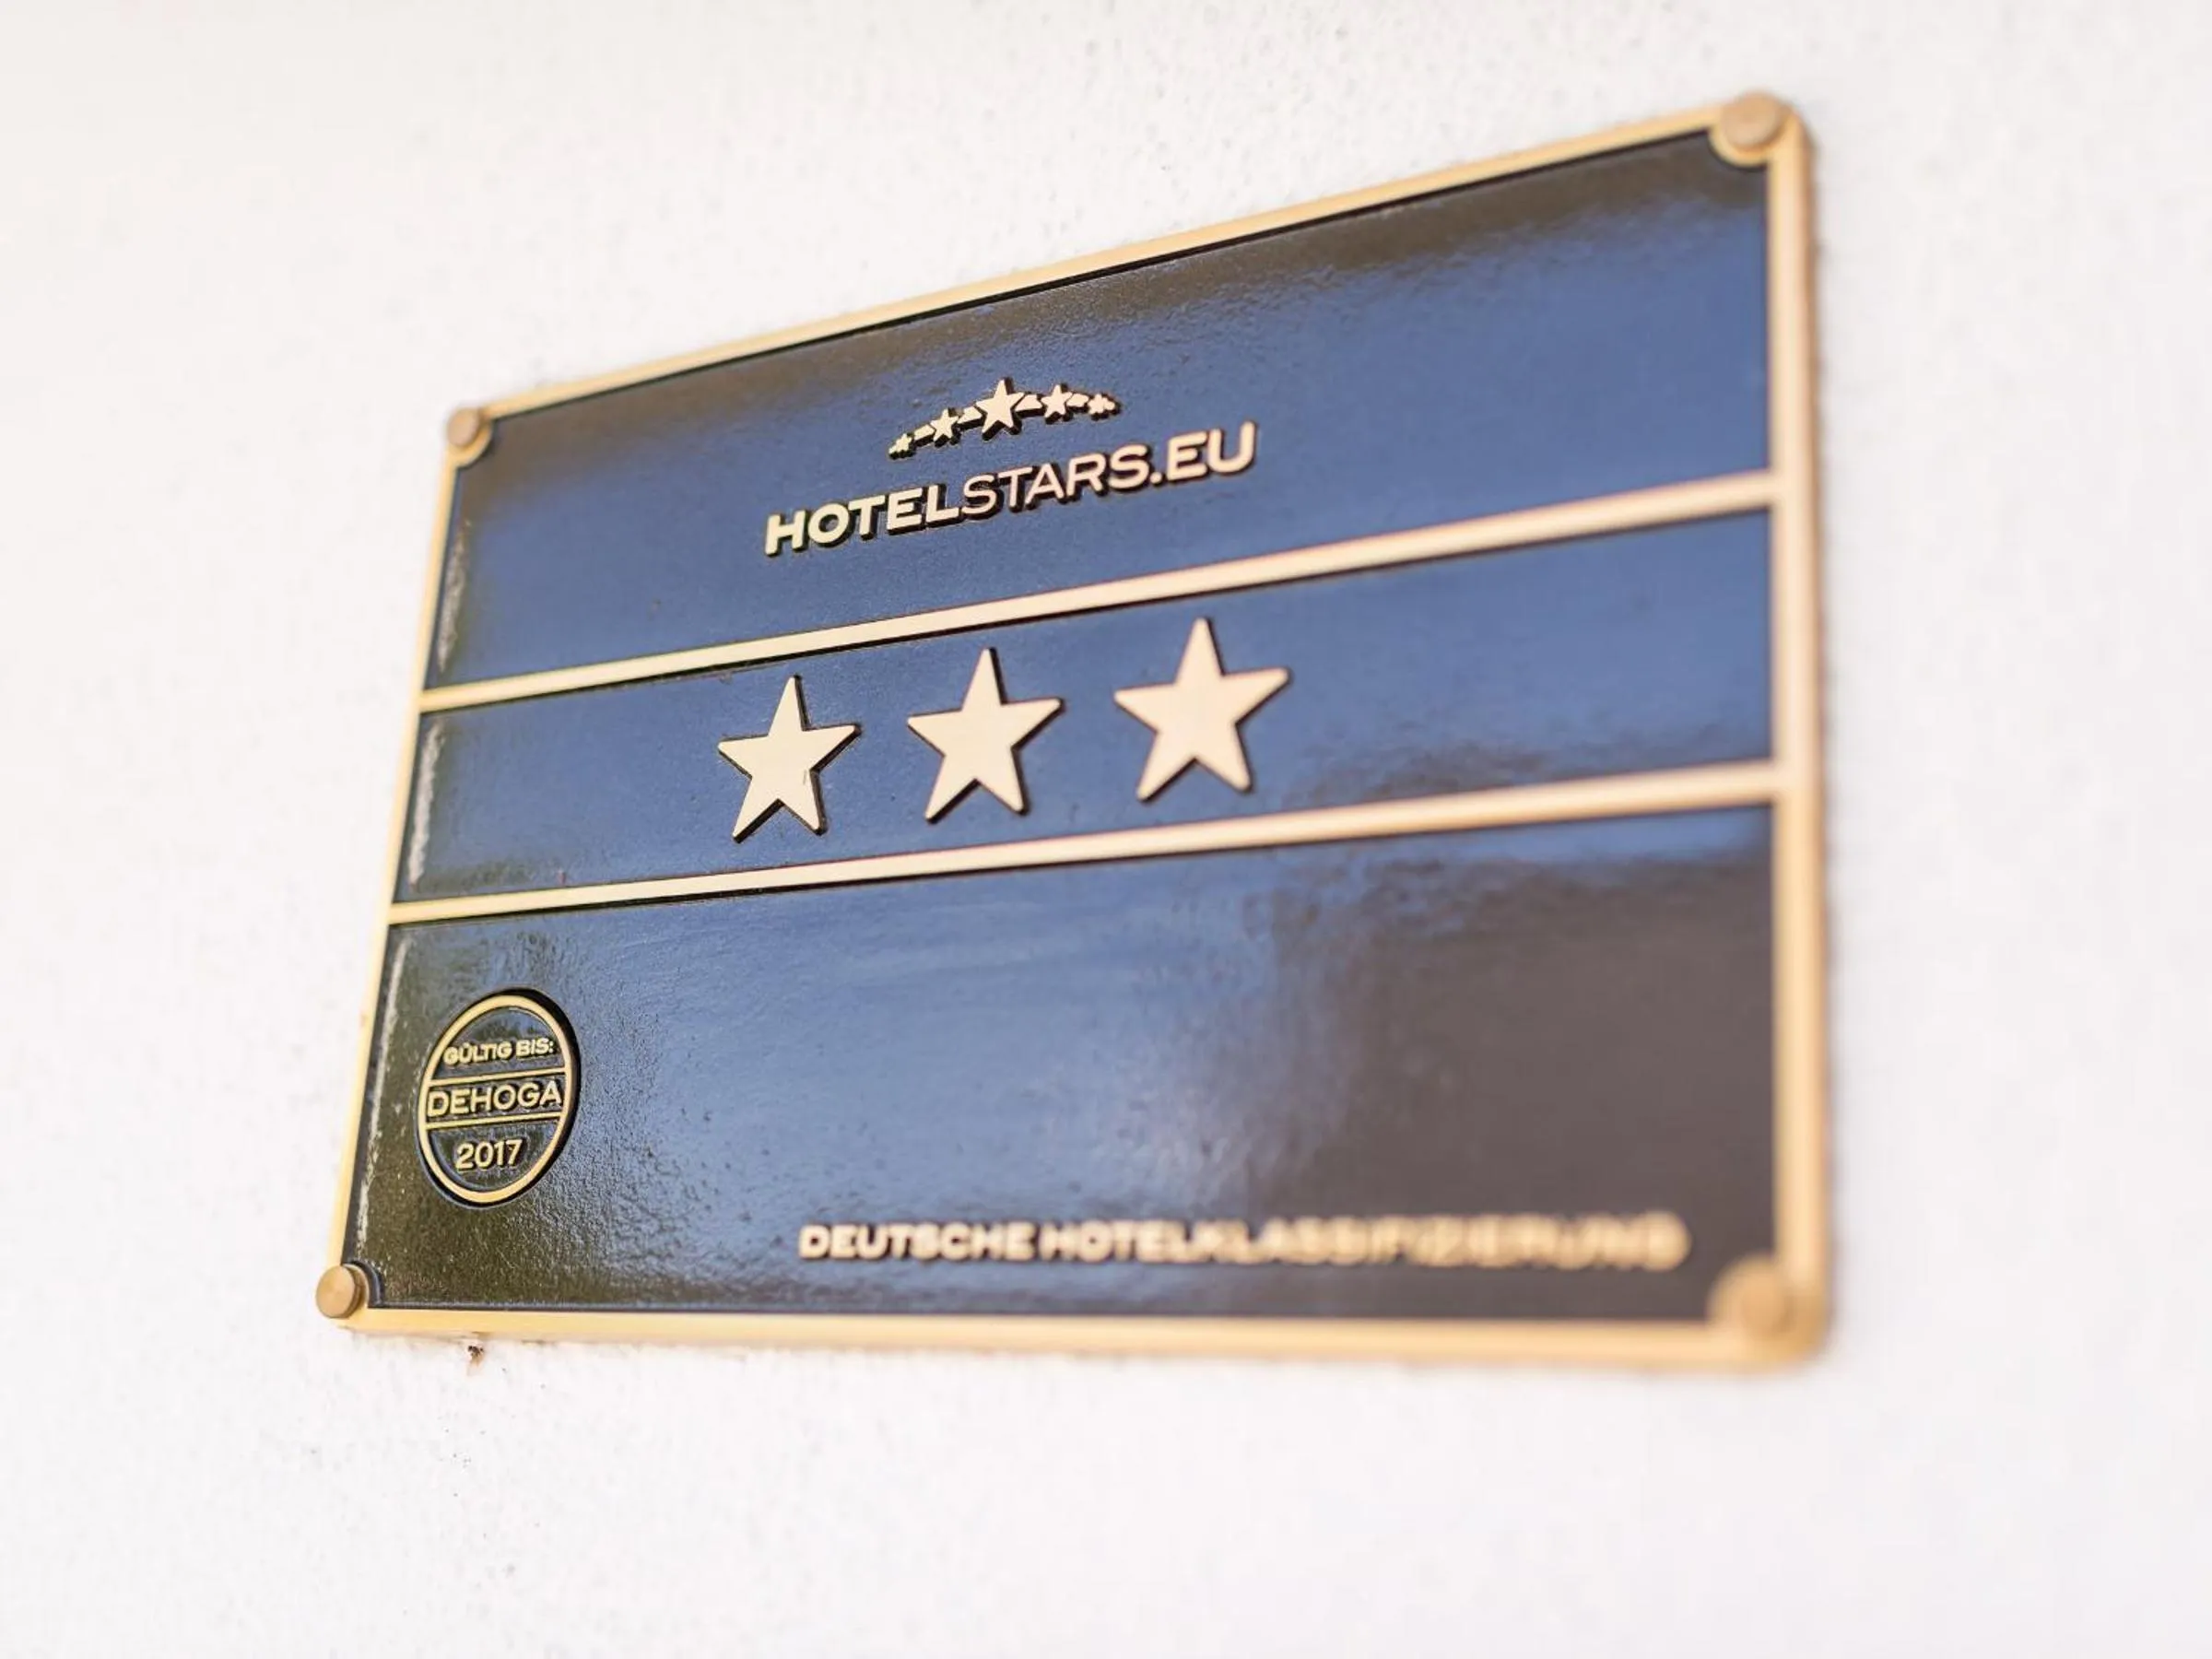 HOTELSTARS.EU
GÜLTIG BIS:
DEHOGA
2017
DEUTSCHE HOTELKLASSIFIZIERUNG